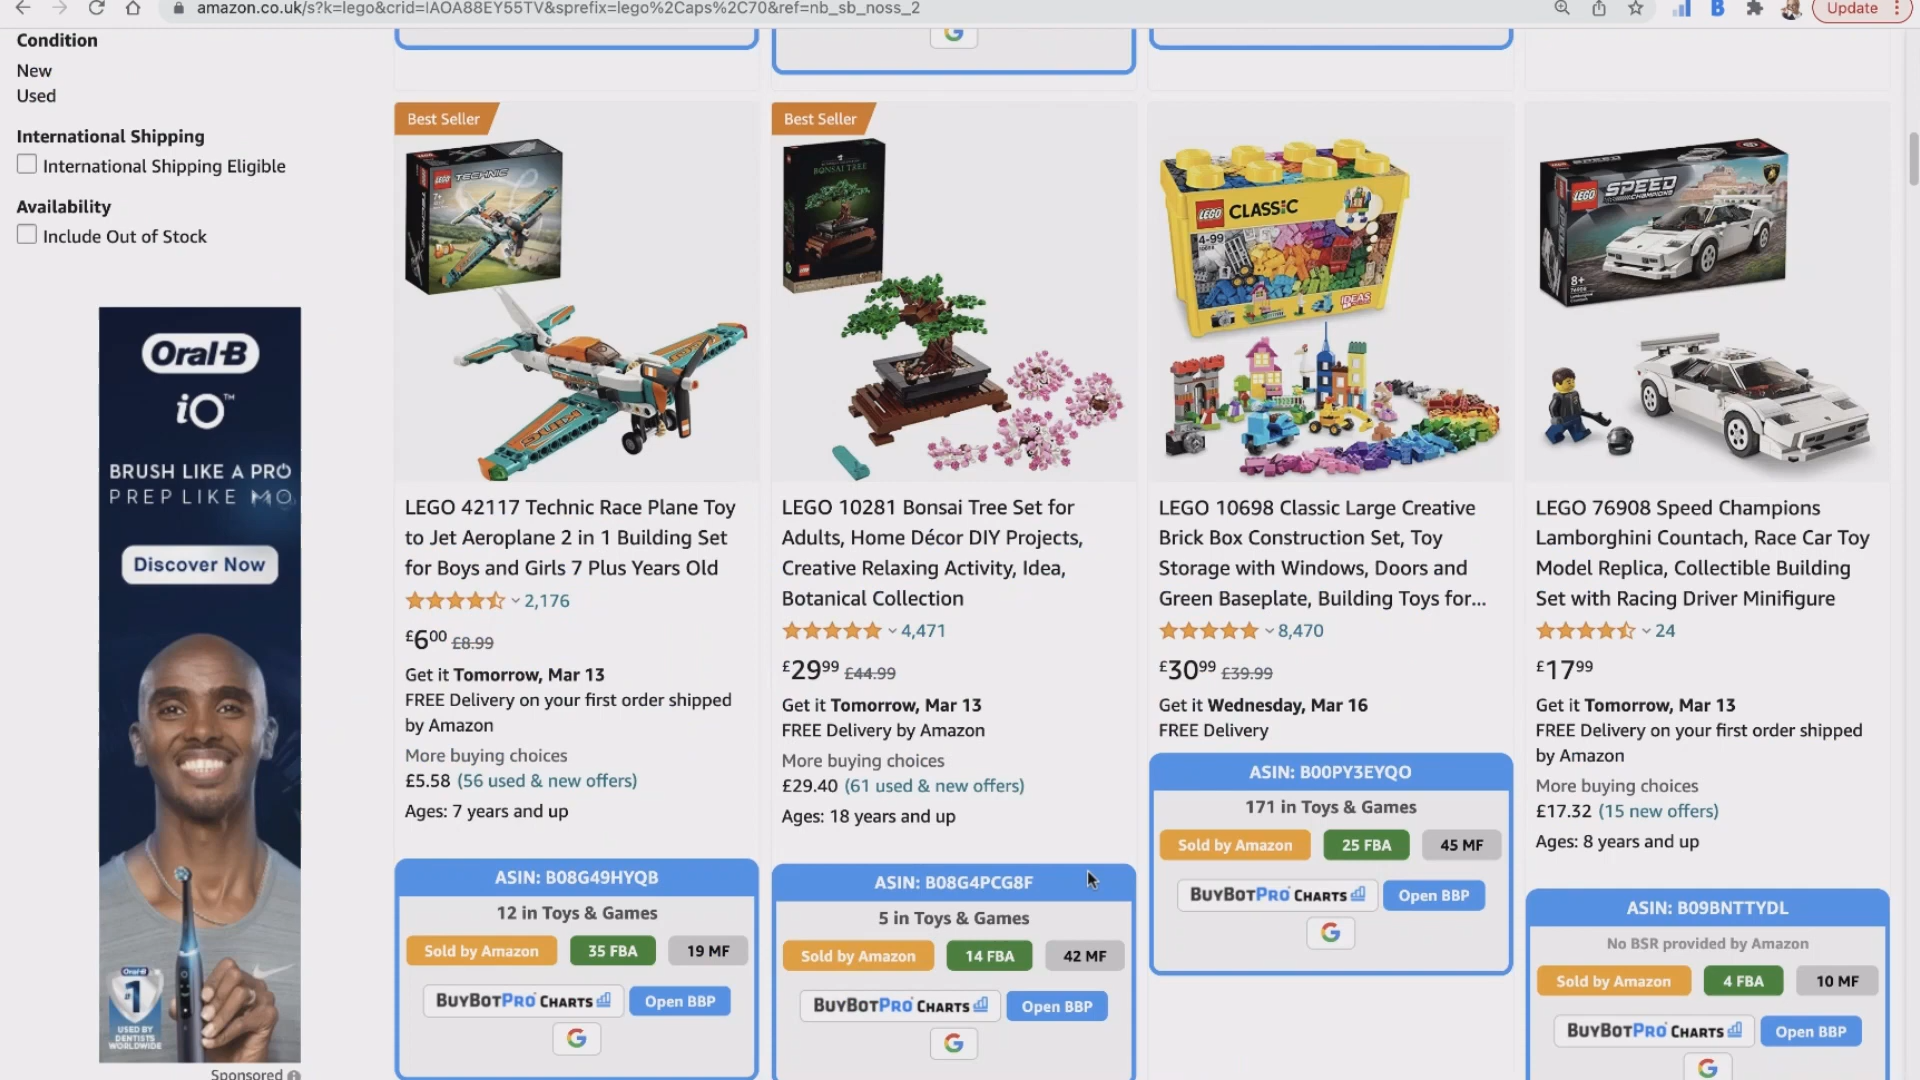 amazon.co.uk/s?k=lego&crid=IAOA88EY55TV&sprefix=lego%2Caps%2C70&ref=nb_sb_noss_2
Update
Condition
New
Used
International Shipping
International Shipping Eligible
Availability
Include Out of Stock
Oral-B
iO™
BRUSH LIKE A PRO
PREP LIKE MO
Discover Now
Oral-B
1
USED BY
DENTISTS
WORLDWIDE
Sponsored
Best Seller
LEGO TECHNIC
7+
LEGO 42117 Technic Race Plane Toy
to Jet Aeroplane 2 in 1 Building Set
for Boys and Girls 7 Plus Years Old
2,176
£6.00 £8.99
Get it Tomorrow, Mar 13
FREE Delivery on your first order shipped
by Amazon
More buying choices
£5.58 (56 used & new offers)
Ages: 7 years and up
ASIN: B08G49HYQB
12 in Toys & Games
Sold by Amazon 35 FBA 19 MF
BUYBOTPRO CHARTS Open BBP
G
Best Seller
BONSAI TREE
G
LEGO 10281 Bonsai Tree Set for
Adults, Home Décor DIY Projects,
Creative Relaxing Activity, Idea,
Botanical Collection
4,471
£29.99 £44.99
Get it Tomorrow, Mar 13
FREE Delivery by Amazon
More buying choices
£29.40 (61 used & new offers)
Ages: 18 years and up
ASIN: B08G4PCG8F
5 in Toys & Games
Sold by Amazon 14 FBA 42 MF
BUYBOTPRO CHARTS Open BBP
G
LEGO CLASSIC
4-99
IDEAS
LEGO 10698 Classic Large Creative
Brick Box Construction Set, Toy
Storage with Windows, Doors and
Green Baseplate, Building Toys for...
8,470
£30.99 £39.99
Get it Wednesday, Mar 16
FREE Delivery
ASIN: B00PY3EYQO
171 in Toys & Games
Sold by Amazon 25 FBA 45 MF
BUYBOTPRO CHARTS Open BBP
G
LEGO SPEED
CHAMPIONS
8+
76908
LEGO 76908 Speed Champions
Lamborghini Countach, Race Car Toy
Model Replica, Collectible Building
Set with Racing Driver Minifigure
24
£17.99
Get it Tomorrow, Mar 13
FREE Delivery on your first order shipped
by Amazon
More buying choices
£17.32 (15 new offers)
Ages: 8 years and up
ASIN: B09BNTTYDL
No BSR provided by Amazon
Sold by Amazon 4 FBA 10 MF
BUYBOTPRO CHARTS Open BBP
G